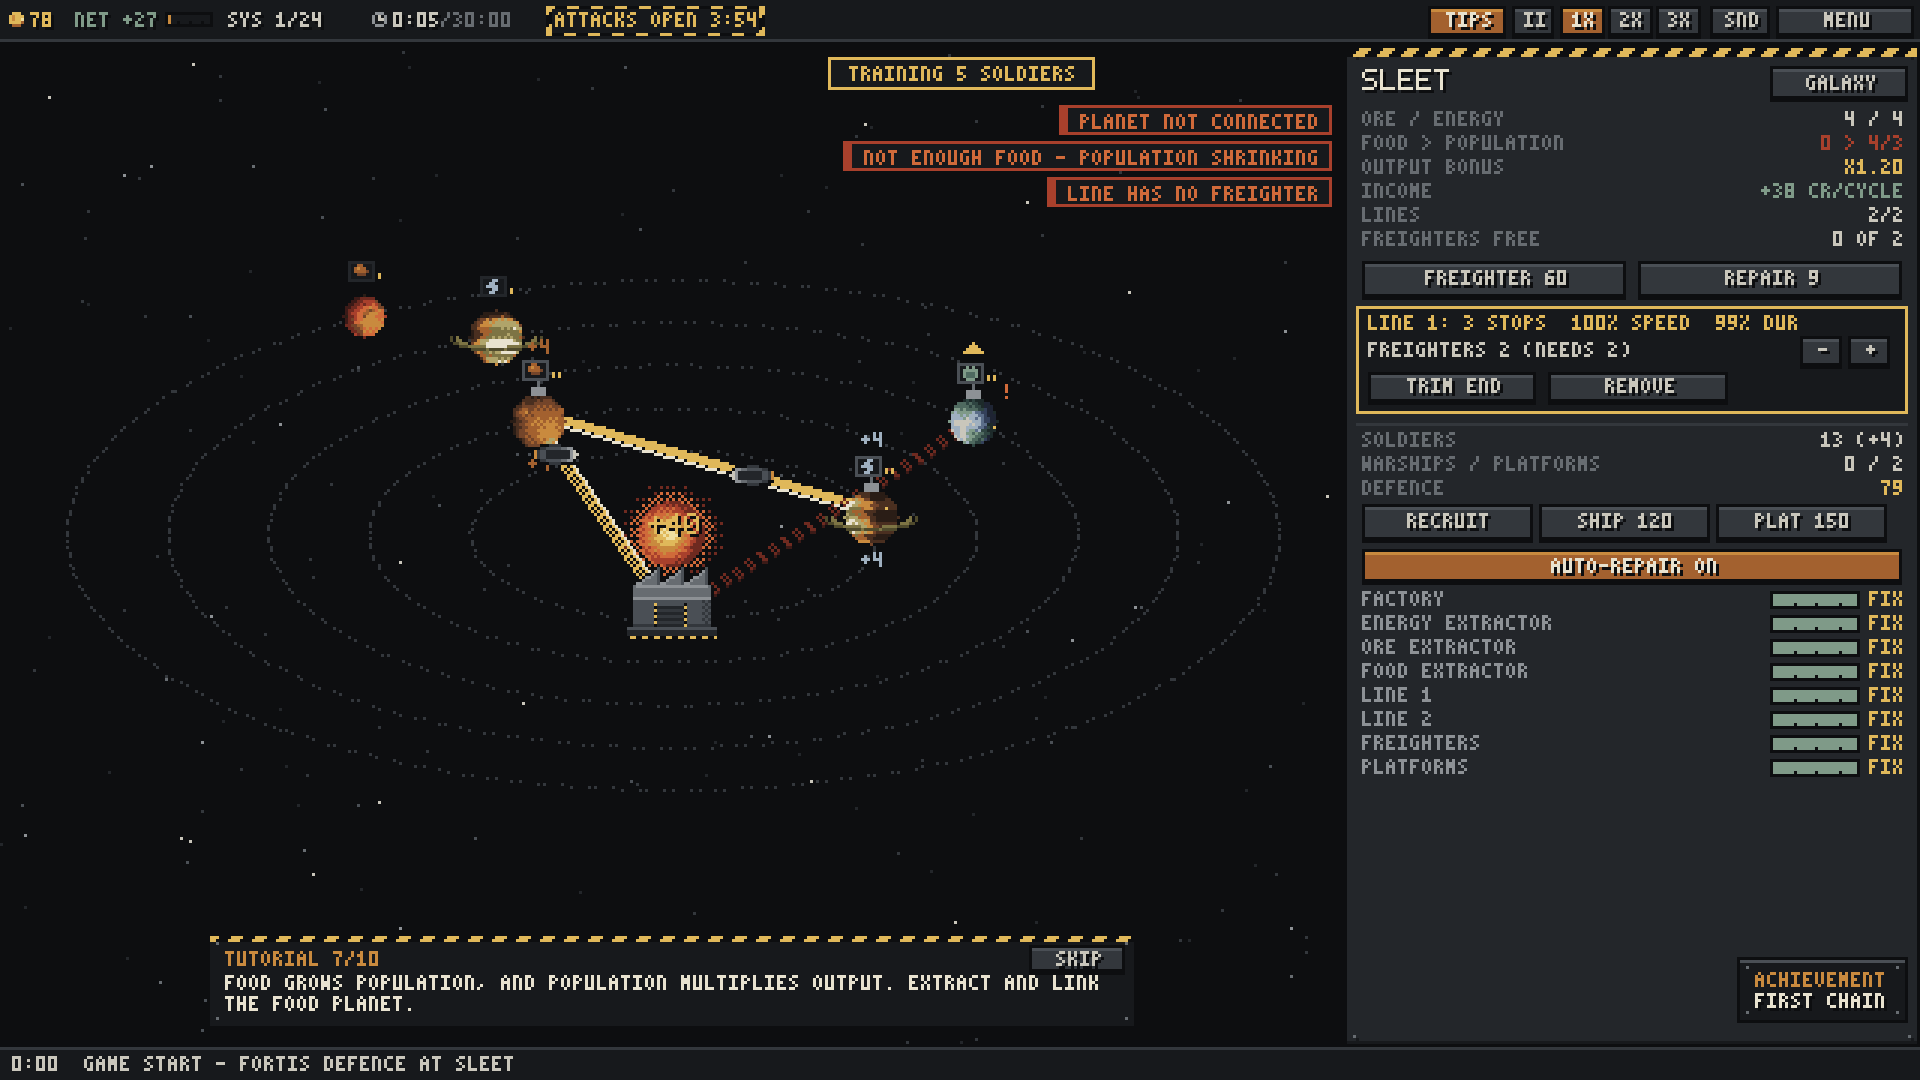 78 NET +27 SYS 1/24 0:05/30:00 ATTACKS OPEN 3:54 TIPS II 1X 2X 3X SND MENU
TRAINING 5 SOLDIERS
PLANET NOT CONNECTED
NOT ENOUGH FOOD - POPULATION SHRINKING
LINE HAS NO FREIGHTER
+4
!
+4
+40
+4
SLEET GALAXY
ORE / ENERGY 4 / 4
FOOD > POPULATION 0 > 4/3
OUTPUT BONUS X1.20
INCOME +38 CR/CYCLE
LINES 2/2
FREIGHTERS FREE 0 OF 2
FREIGHTER 60 REPAIR 9
LINE 1: 3 STOPS 100% SPEED 99% DUR
FREIGHTERS 2 (NEEDS 2) - +
TRIM END REMOVE
SOLDIERS 13 (+4)
WARSHIPS / PLATFORMS 0 / 2
DEFENCE 79
RECRUIT SHIP 120 PLAT 150
AUTO-REPAIR ON
FACTORY FIX
ENERGY EXTRACTOR FIX
ORE EXTRACTOR FIX
FOOD EXTRACTOR FIX
LINE 1 FIX
LINE 2 FIX
FREIGHTERS FIX
PLATFORMS FIX
TUTORIAL 7/10 SKIP
FOOD GROWS POPULATION, AND POPULATION MULTIPLIES OUTPUT. EXTRACT AND LINK
THE FOOD PLANET.
ACHIEVEMENT
FIRST CHAIN
0:00 GAME START - FORTIS DEFENCE AT SLEET